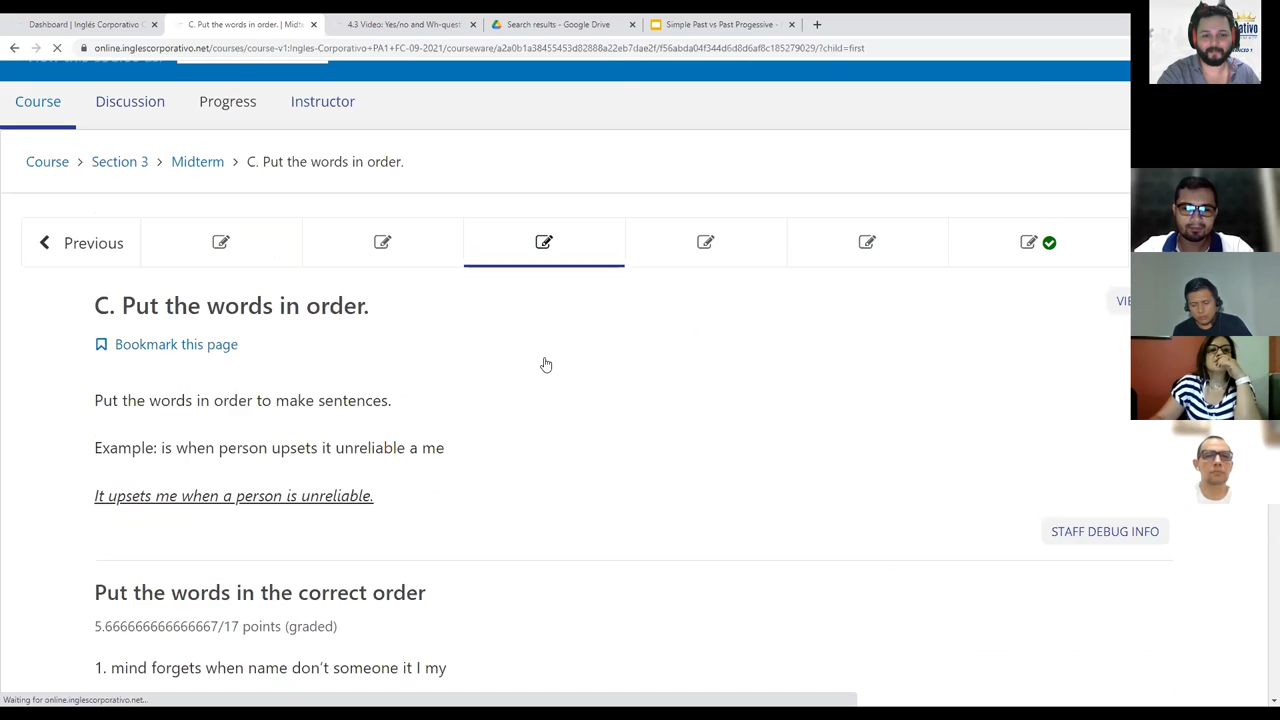 Dashboard | Inglés Corporativo
C. Put the words in order. | Midt
4.3 Video: Yes/no and Wh-quest
Search results - Google Drive
Simple Past vs Past Progessive -
online.inglescorporativo.net/courses/course-v1:Ingles-Corporativo+PA1+FC-09-2021/courseware/a2a0b1a3c455453d82888a22eb7dae2f/f56abda04f344d6d8d6af8c185279029/?child=first
Course
Discussion
Progress
Instructor
Course > Section 3 > Midterm > C. Put the words in order.
Previous
C. Put the words in order.
VIE
Bookmark this page
Put the words in order to make sentences.
Example: is when person upsets it unreliable a me
It upsets me when a person is unreliable.
STAFF DEBUG INFO
Put the words in the correct order
5.666666666666667/17 points (graded)
1. mind forgets when name don't someone it I my
Waiting for online.inglescorporativo.net...